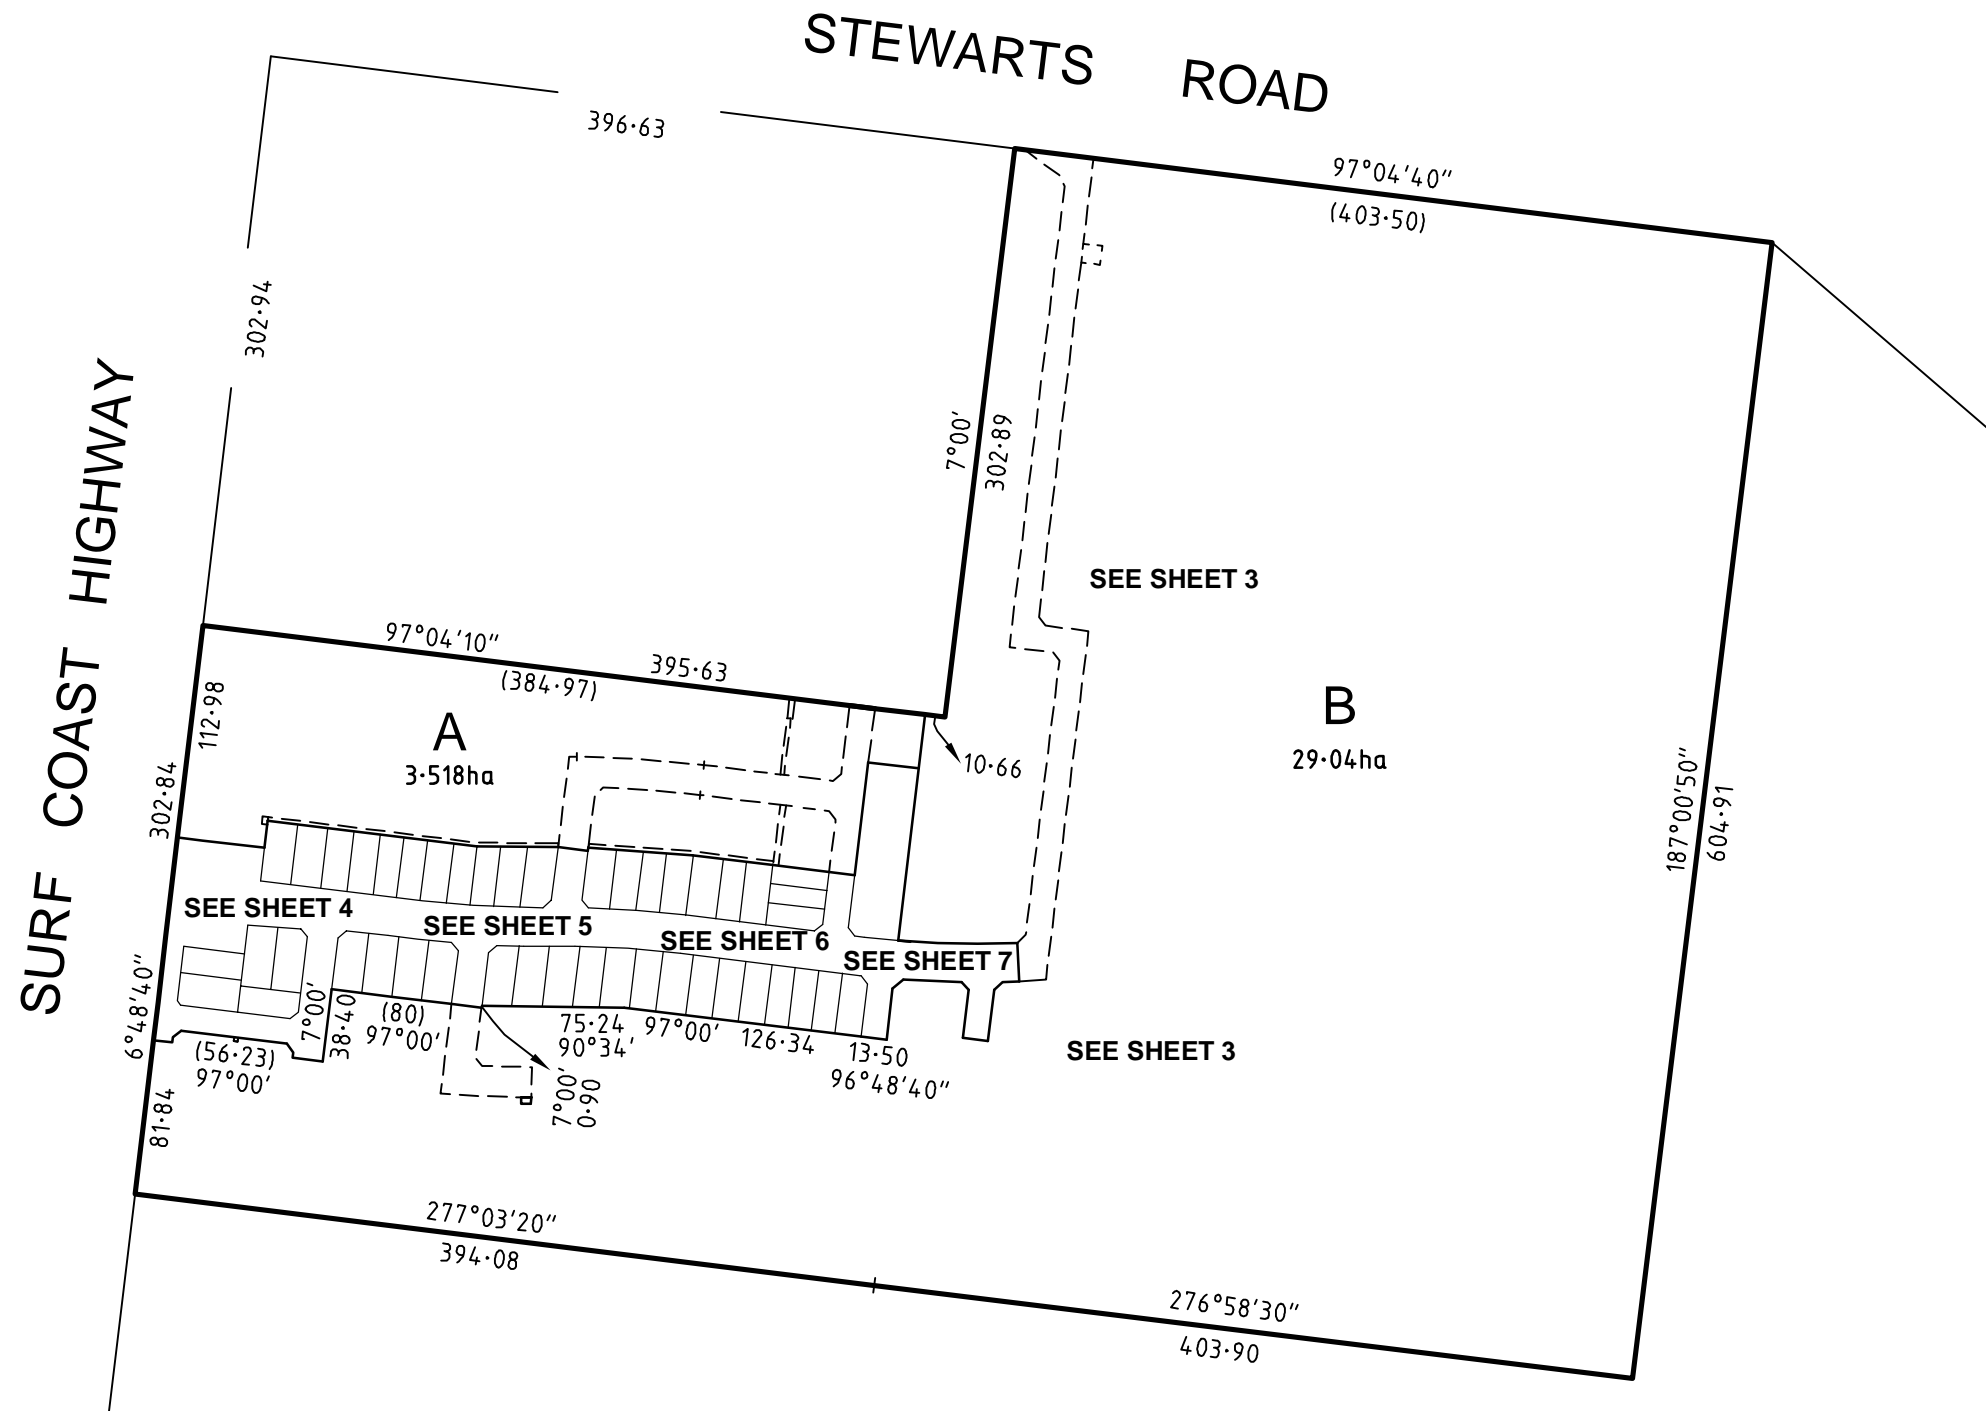 STEWARTS ROAD
396·63
97°04'40"
(403·50)
302·94
7°00'
302·89
SURF COAST HIGHWAY
SEE SHEET 3
97°04'10"
395·63
(384·97)
112·98
A
3·518ha
B
29·04ha
10·66
302·84
187°00'50"
604·91
SEE SHEET 4
SEE SHEET 5
SEE SHEET 6
SEE SHEET 7
6°48'40"
7°00'
38·40
(80)
97°00'
75·24
90°34'
97°00'
126·34
13·50
96°48'40"
SEE SHEET 3
(56·23)
97°00'
7°00'
0·90
81·84
277°03'20"
394·08
276°58'30"
403·90